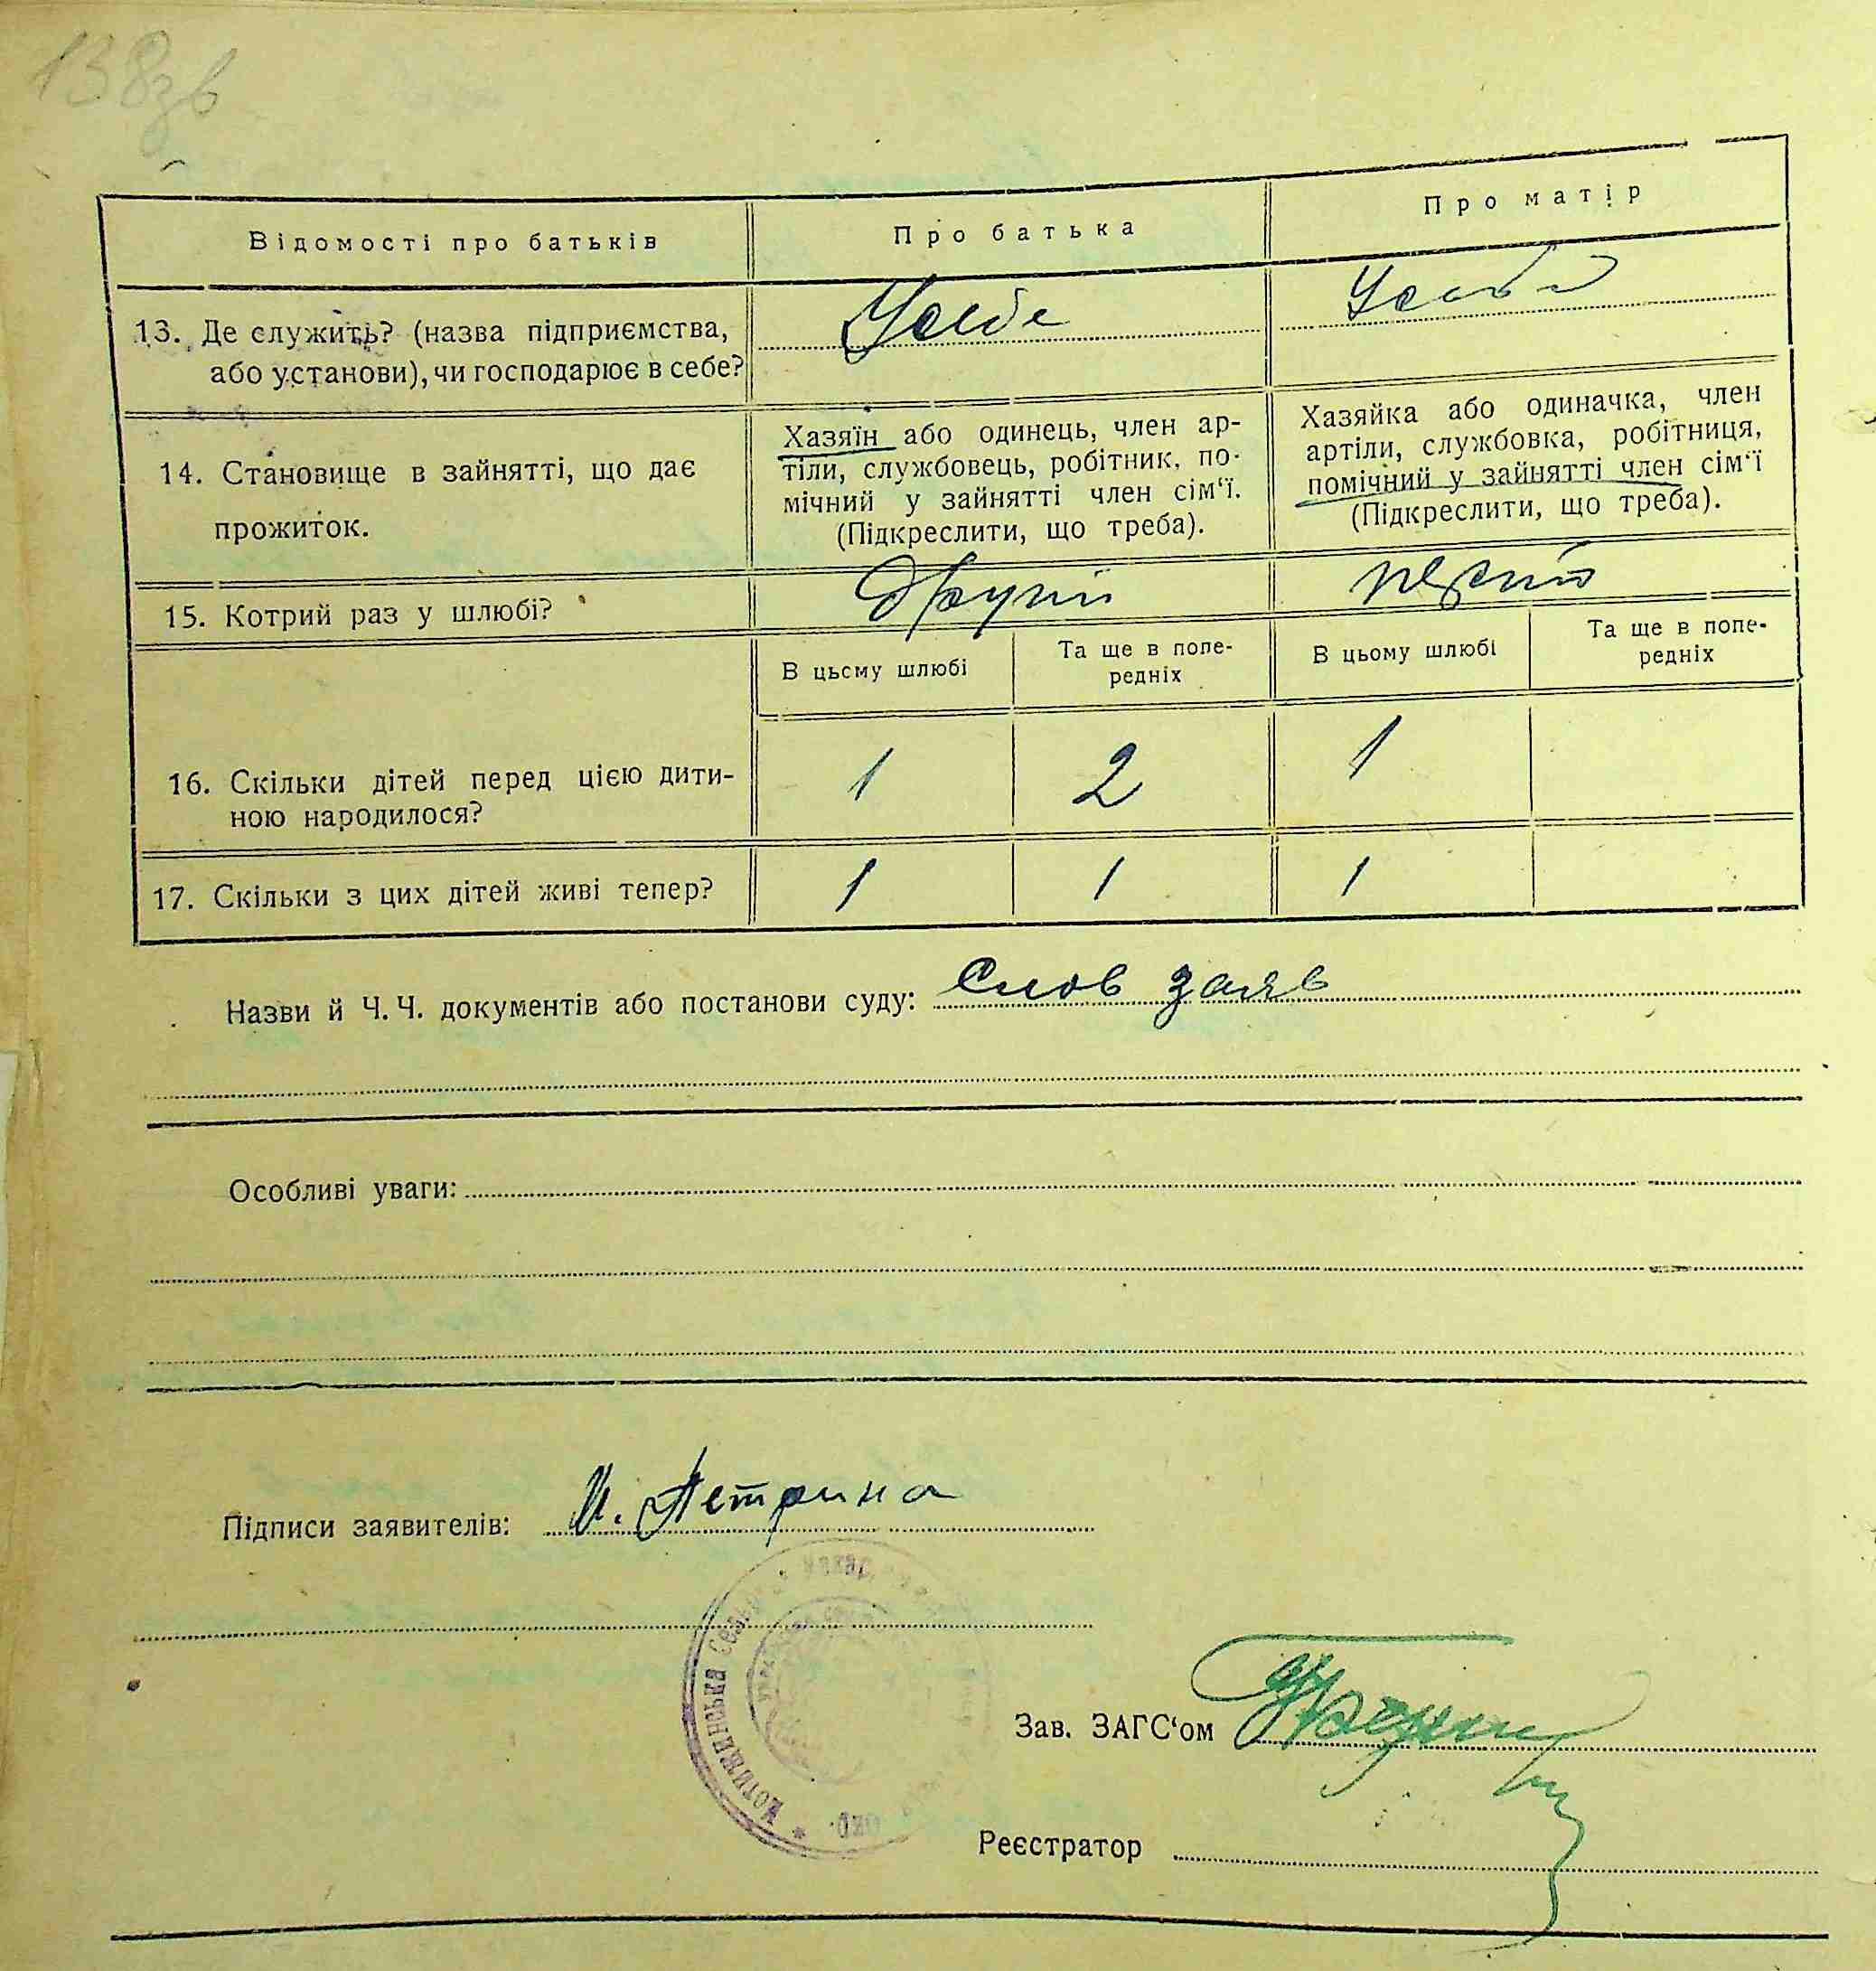 138зв
Відомості про батьків
Про батька
Про матір
13. Де служить? (назва підприємства,
або установи), чи господарює в себе?
Усебе
Усебе
14. Становище в зайнятті, що дає
прожиток.
Хазяїн або одинець, член ар-
тіли, службовець, робітник, по-
мічний у зайнятті член сім'ї.
(Підкреслити, що треба).
Хазяйка або одиначка, член
артіли, службовка, робітниця,
помічний у зайнятті член сім'ї
(Підкреслити, що треба).
15. Котрий раз у шлюбі?
другий
В цьому шлюбі
Та ще в попе-
редніх
В цьому шлюбі
Та ще в попе-
редніх
16. Скільки дітей перед цією дити-
ною народилося?
1
2
1
17. Скільки з цих дітей живі тепер?
1
1
1
Назви й Ч. Ч. документів або постанови суду: Слов заяв
Особливі уваги:
Підписи заявителів: И. Петрина
Зав. ЗАГС'ом
Реєстратор